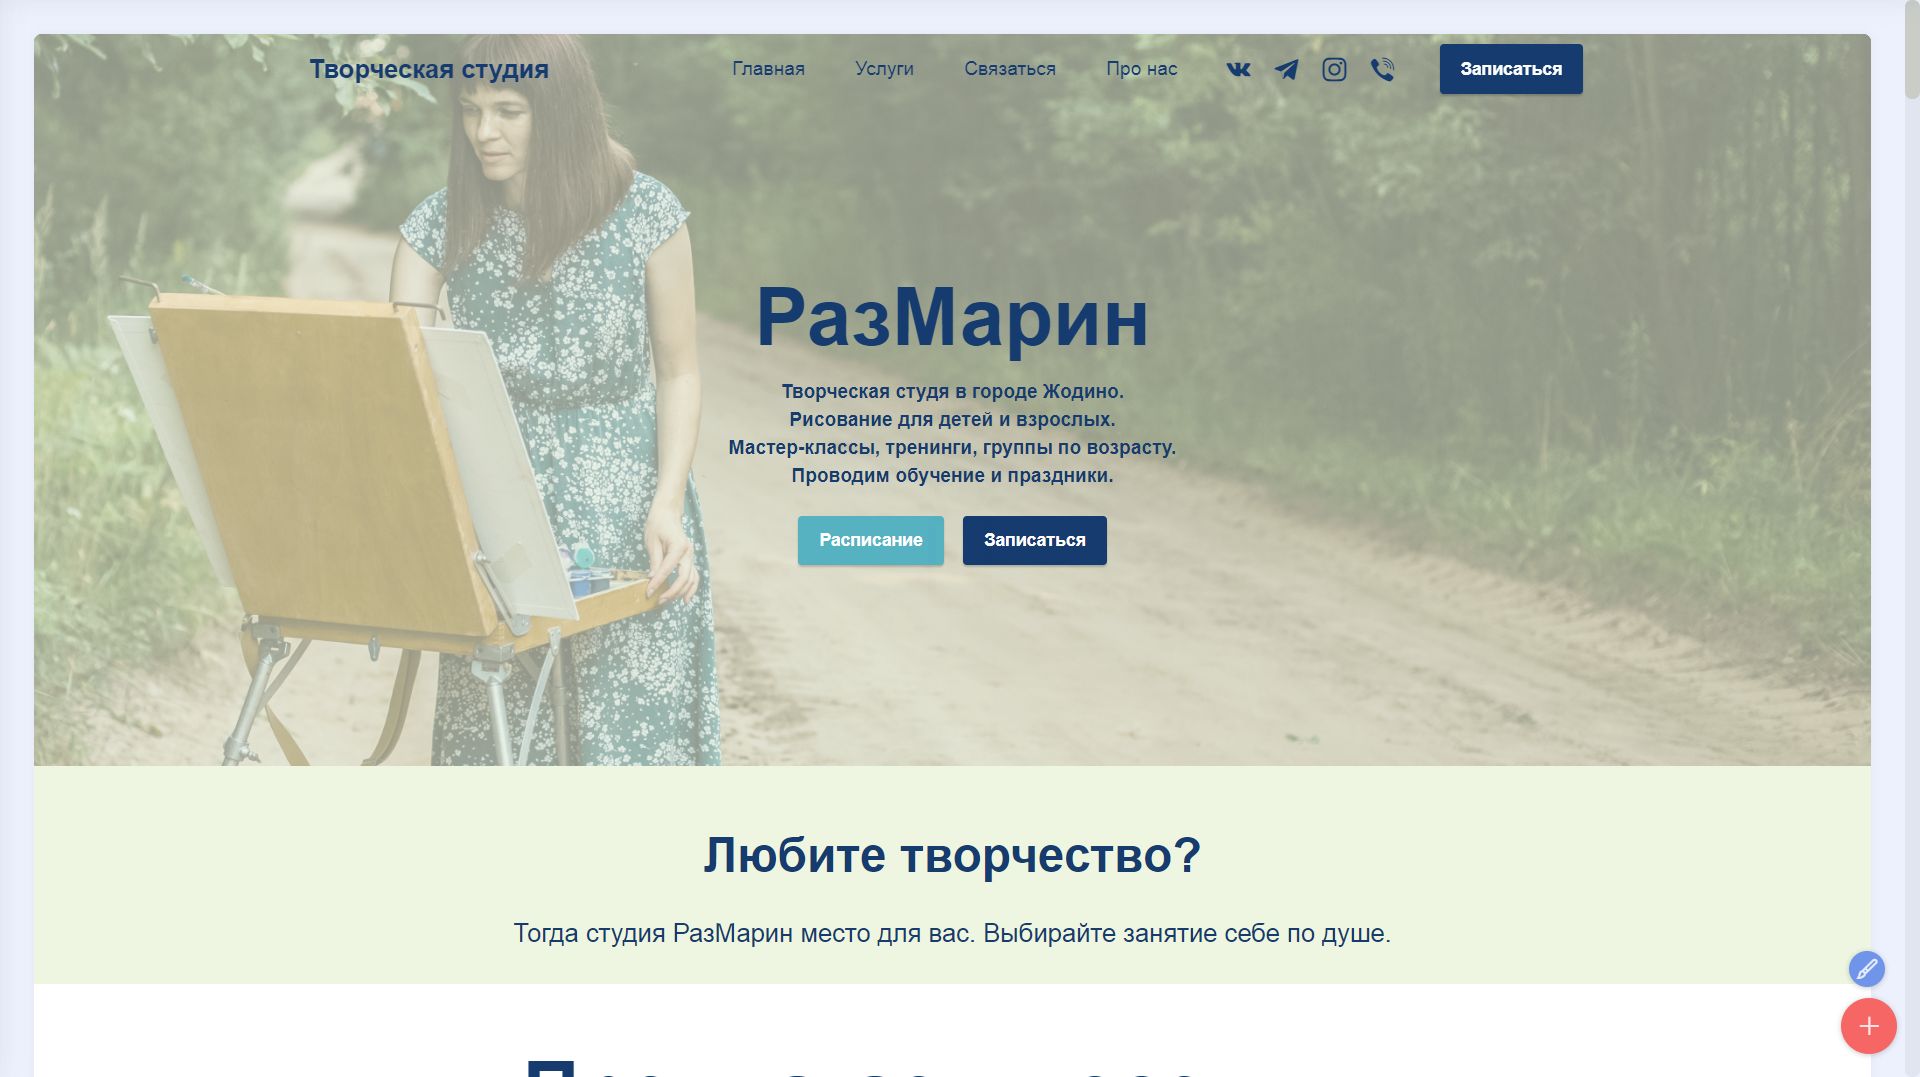 Творческая студия
Главная
Услуги
Связаться
Про нас
Записаться
РазМарин
Творческая студя в городе Жодино.
Рисование для детей и взрослых.
Мастер-классы, тренинги, группы по возрасту.
Проводим обучение и праздники.
Расписание
Записаться
Любите творчество?
Тогда студия РазМарин место для вас. Выбирайте занятие себе по душе.